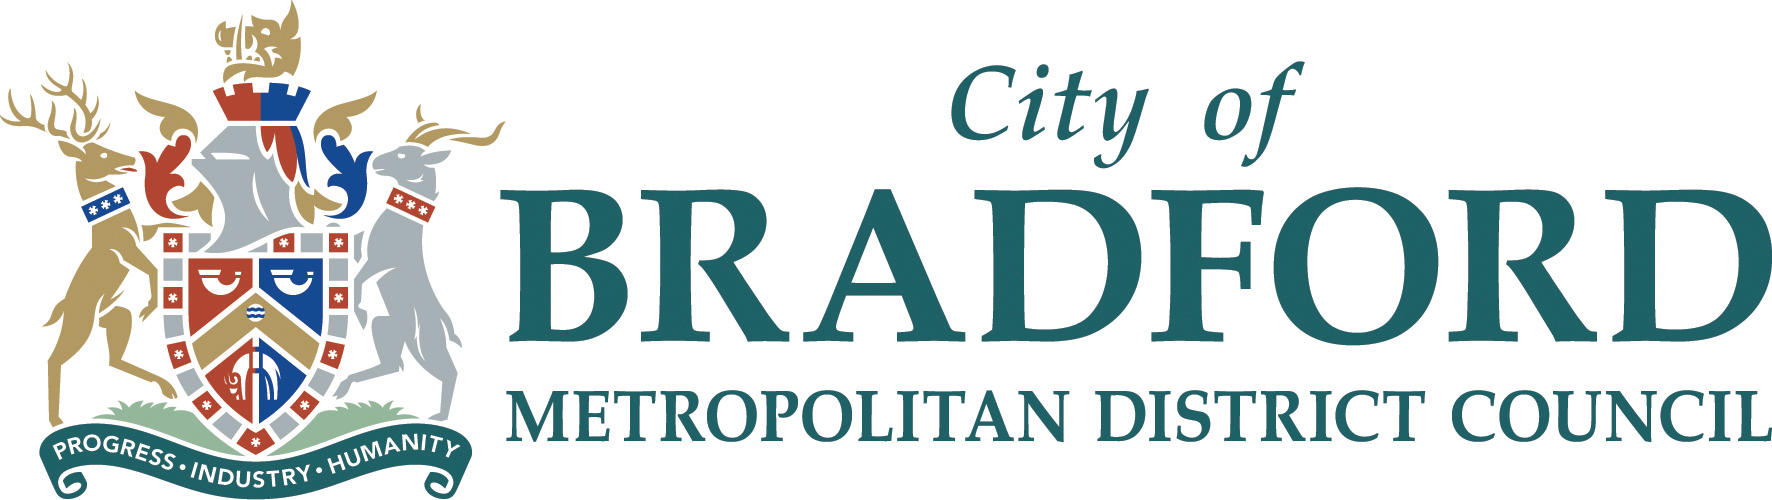 City of
BRADFORD
METROPOLITAN DISTRICT COUNCIL
PROGRESS · INDUSTRY · HUMANITY